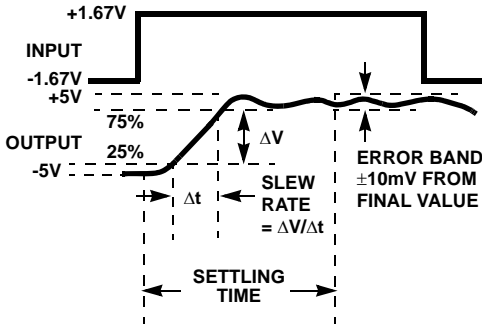 +1.67V
INPUT
-1.67V
+5V
75%
OUTPUT
25%
-5V
ΔV
Δt
SLEW
RATE
= ΔV/Δt
ERROR BAND
±10mV FROM
FINAL VALUE
SETTLING
TIME